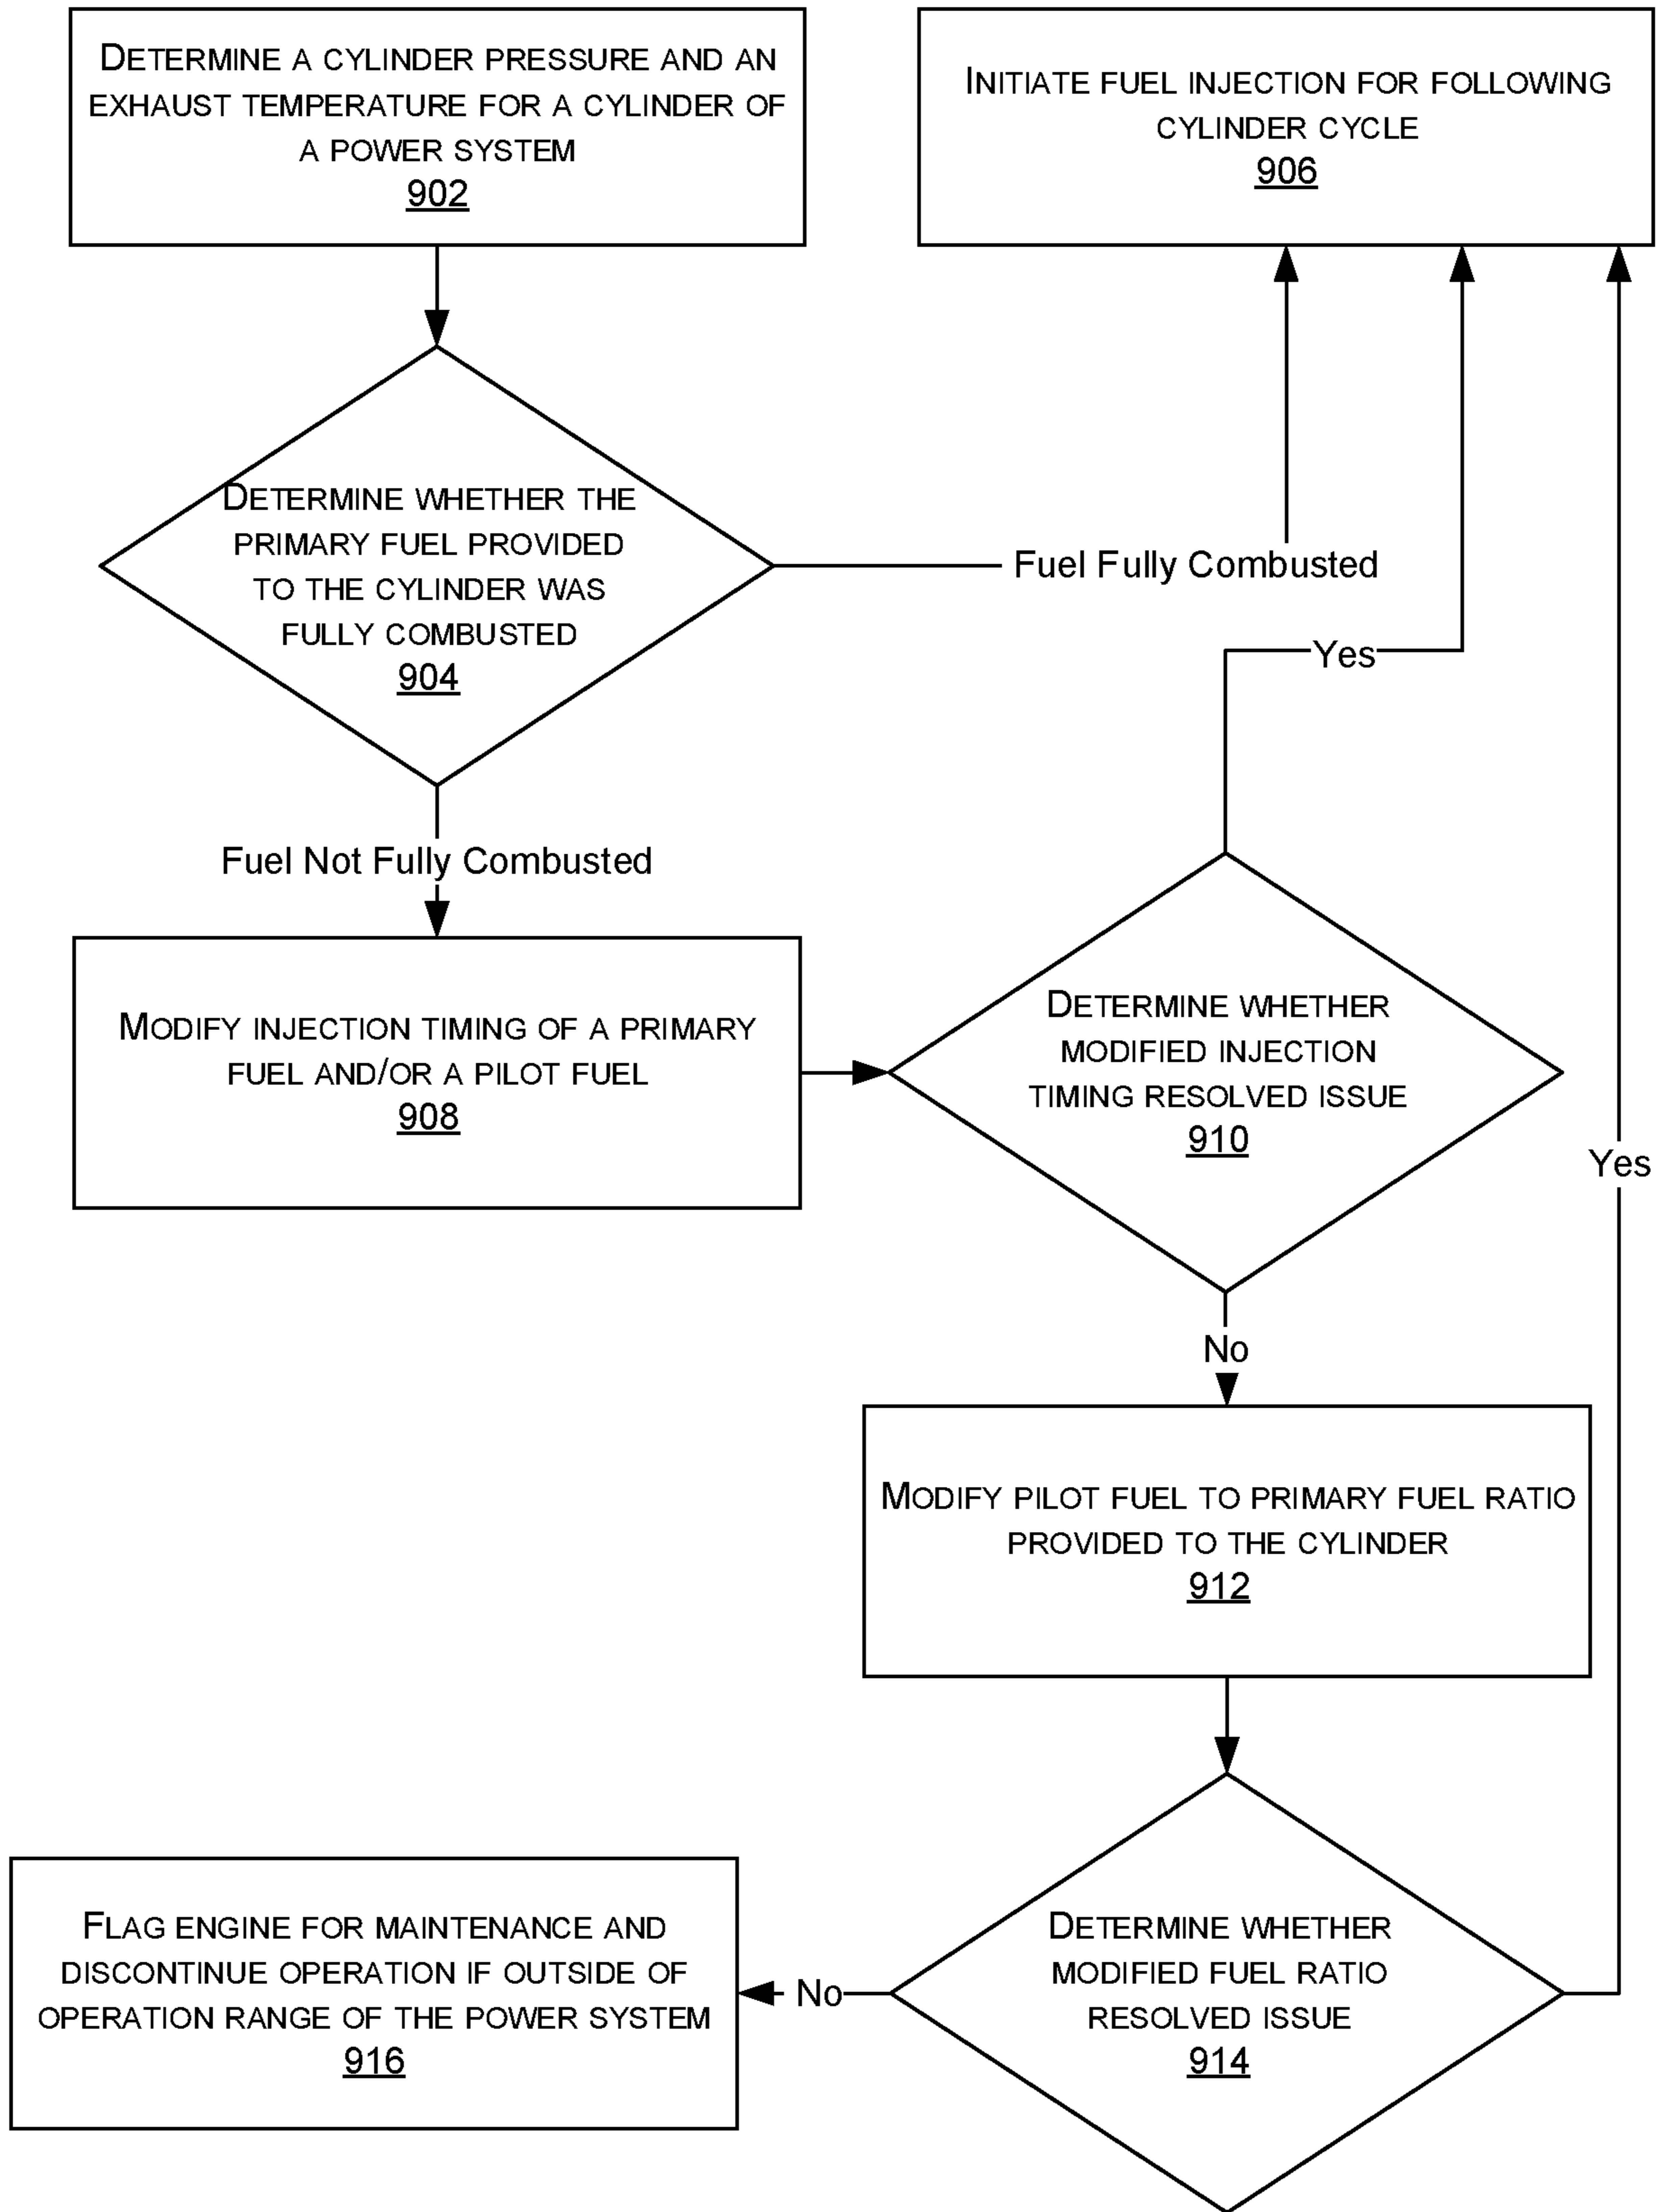 DETERMINE A CYLINDER PRESSURE AND AN
EXHAUST TEMPERATURE FOR A CYLINDER OF
A POWER SYSTEM
902
INITIATE FUEL INJECTION FOR FOLLOWING
CYLINDER CYCLE
906
DETERMINE WHETHER THE
PRIMARY FUEL PROVIDED
TO THE CYLINDER WAS
FULLY COMBUSTED
904
Fuel Fully Combusted
Yes
Fuel Not Fully Combusted
MODIFY INJECTION TIMING OF A PRIMARY
FUEL AND/OR A PILOT FUEL
908
DETERMINE WHETHER
MODIFIED INJECTION
TIMING RESOLVED ISSUE
910
Yes
No
MODIFY PILOT FUEL TO PRIMARY FUEL RATIO
PROVIDED TO THE CYLINDER
912
DETERMINE WHETHER
MODIFIED FUEL RATIO
RESOLVED ISSUE
914
No
FLAG ENGINE FOR MAINTENANCE AND
DISCONTINUE OPERATION IF OUTSIDE OF
OPERATION RANGE OF THE POWER SYSTEM
916